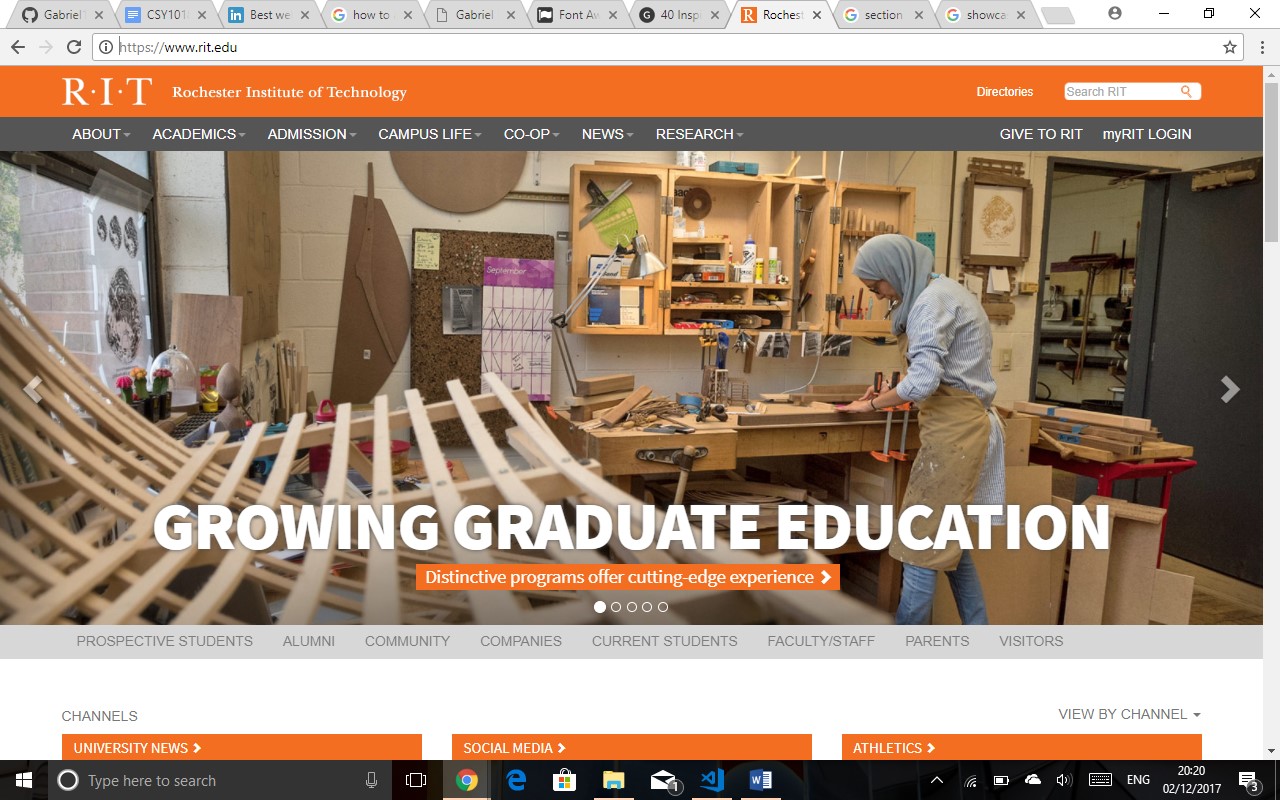 Gabriel
CSY101
Best we
how to
Gabriel
Font Aw
40 Insp
Rochest
section
showca
https://www.rit.edu
R·I·T Rochester Institute of Technology
Directories
Search RIT
ABOUT ACADEMICS ADMISSION CAMPUS LIFE CO-OP NEWS RESEARCH GIVE TO RIT myRIT LOGIN
September
GROWING GRADUATE EDUCATION
Distinctive programs offer cutting-edge experience
PROSPECTIVE STUDENTS ALUMNI COMMUNITY COMPANIES CURRENT STUDENTS FACULTY/STAFF PARENTS VISITORS
CHANNELS
VIEW BY CHANNEL
UNIVERSITY NEWS
SOCIAL MEDIA
ATHLETICS
Type here to search
1
ENG
20:20
02/12/2017
3